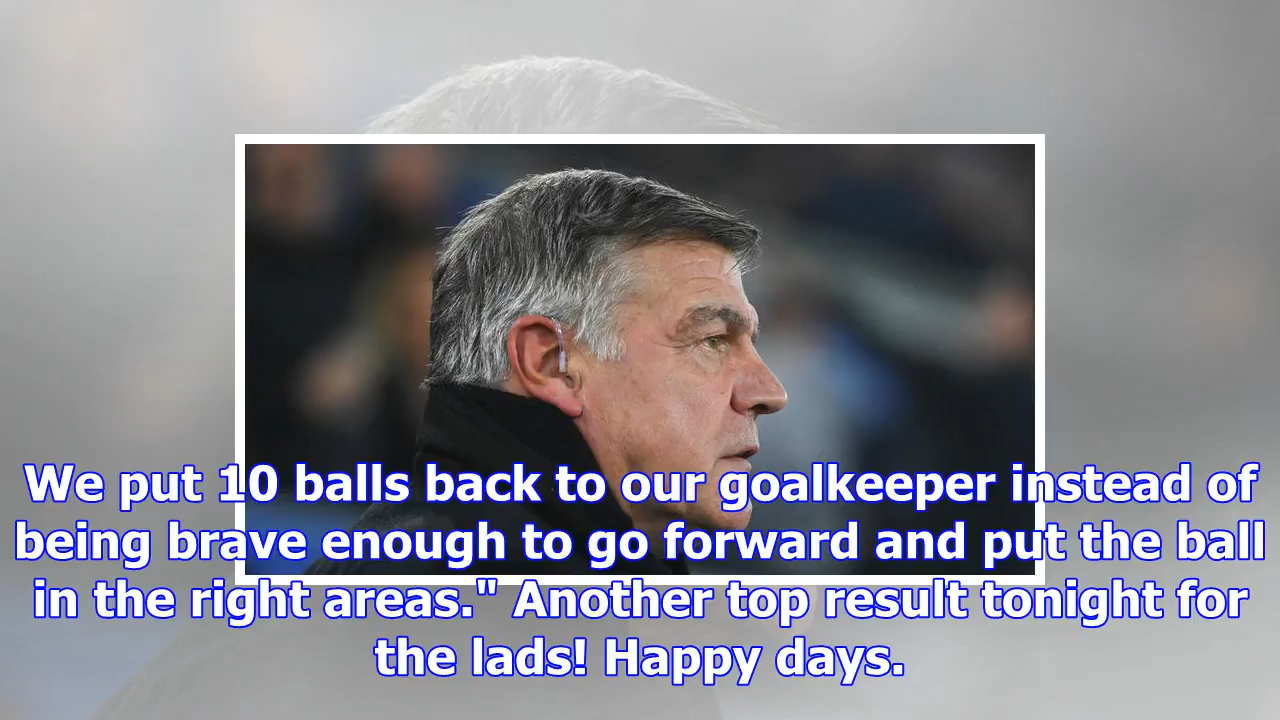 We put 10 balls back to our goalkeeper instead of
being brave enough to go forward and put the ball
in the right areas." Another top result tonight for
the lads! Happy days.